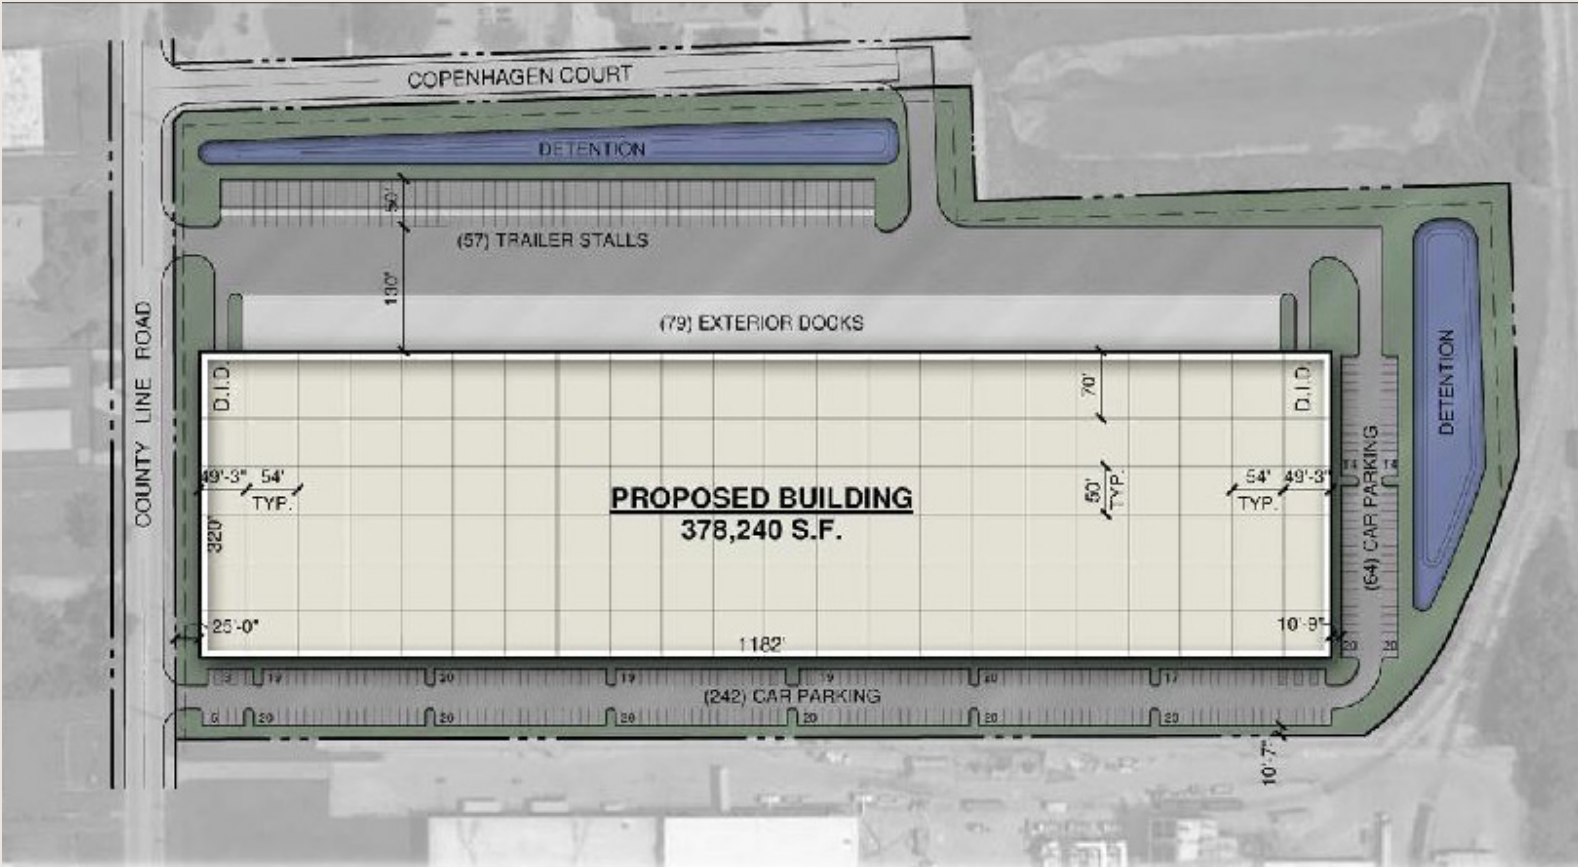 COPENHAGEN COURT
DETENTION
50'
(57) TRAILER STALLS
130'
(79) EXTERIOR DOCKS
COUNTY LINE ROAD
D.I.D.
D.I.D.
70'
DETENTION
49'-3" 54'
TYP.
320'
PROPOSED BUILDING
378,240 S.F.
50'
TYP.
54' 49'-3"
TYP.
14 14
(64) CAR PARKING
25'-0"
1182'
10'-9"
20 20
19 20 19 19 20 17
(242) CAR PARKING
20 20 20 20 20 20
10'-7"